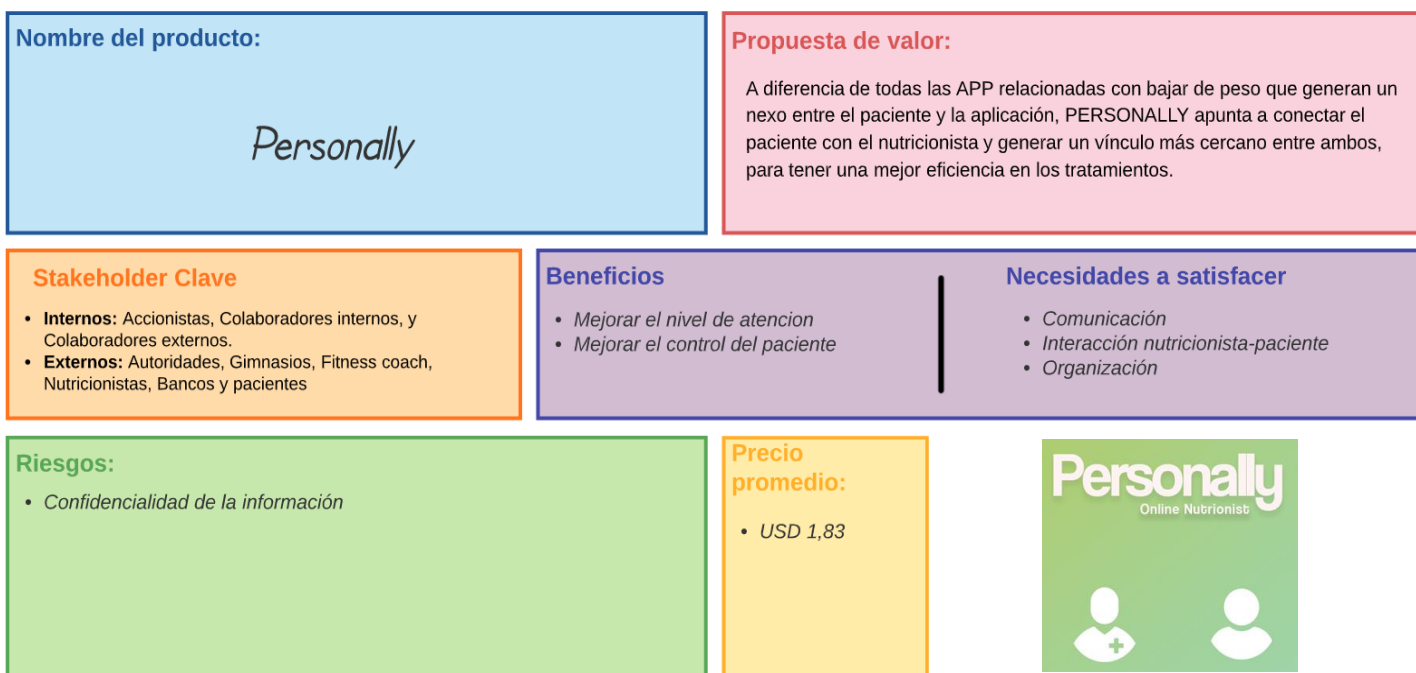 Nombre del producto:
Personally
Propuesta de valor:
A diferencia de todas las APP relacionadas con bajar de peso que generan un
nexo entre el paciente y la aplicación, PERSONALLY apunta a conectar el
paciente con el nutricionista y generar un vínculo más cercano entre ambos,
para tener una mejor eficiencia en los tratamientos.
Stakeholder Clave
• Internos: Accionistas, Colaboradores internos, y
Colaboradores externos.
• Externos: Autoridades, Gimnasios, Fitness coach,
Nutricionistas, Bancos y pacientes
Beneficios
• Mejorar el nivel de atencion
• Mejorar el control del paciente
Necesidades a satisfacer
• Comunicación
• Interacción nutricionista-paciente
• Organización
Riesgos:
• Confidencialidad de la información
Precio
promedio:
• USD 1,83
Personally
Online Nutrionist